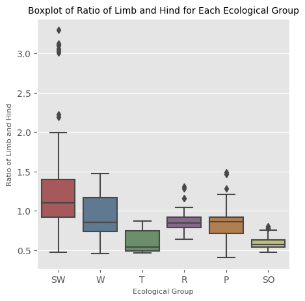 Boxplot of Ratio of Limb and Hind for Each Ecological Group
Ratio of Limb and Hind
3.0
2.5
2.0
1.5
1.0
0.5
SW W T R P SO
Ecological Group